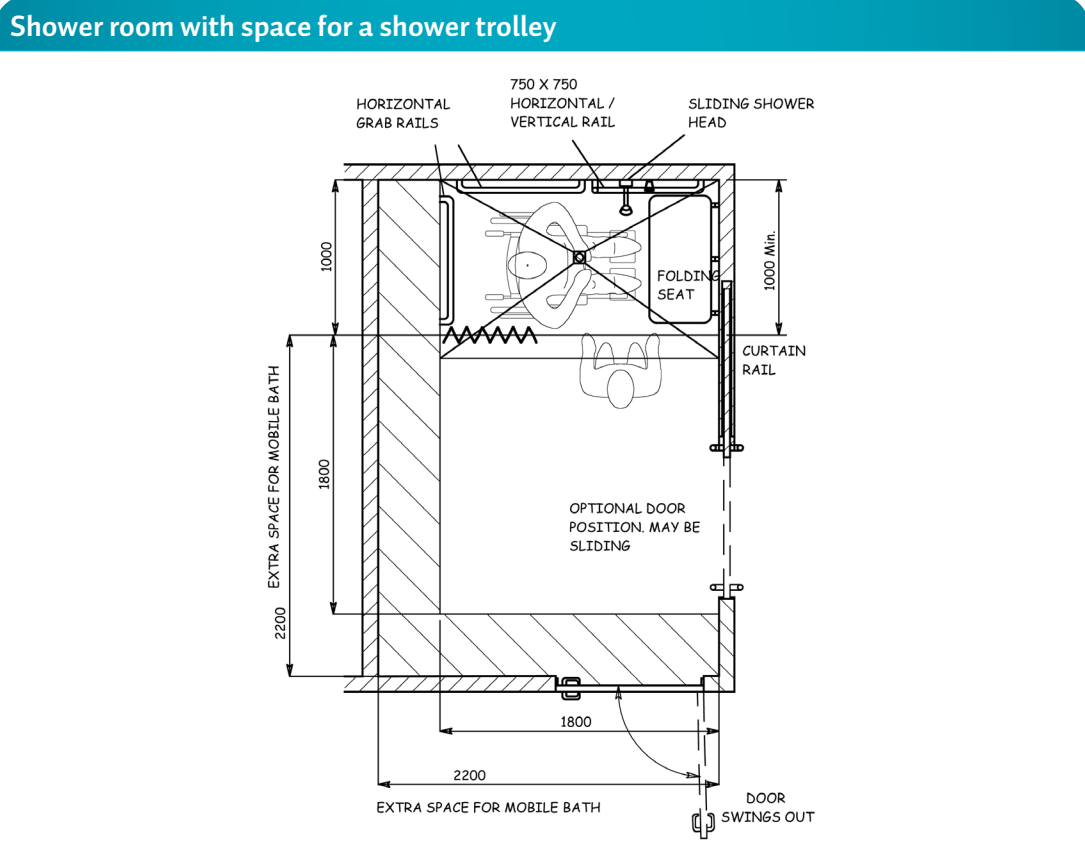 Shower room with space for a shower trolley
750 X 750
HORIZONTAL /
VERTICAL RAIL
HORIZONTAL
GRAB RAILS
SLIDING SHOWER
HEAD
1000
1000 Min.
FOLDING
SEAT
CURTAIN
RAIL
EXTRA SPACE FOR MOBILE BATH
2200
1800
OPTIONAL DOOR
POSITION. MAY BE
SLIDING
1800
2200
EXTRA SPACE FOR MOBILE BATH
DOOR
SWINGS OUT